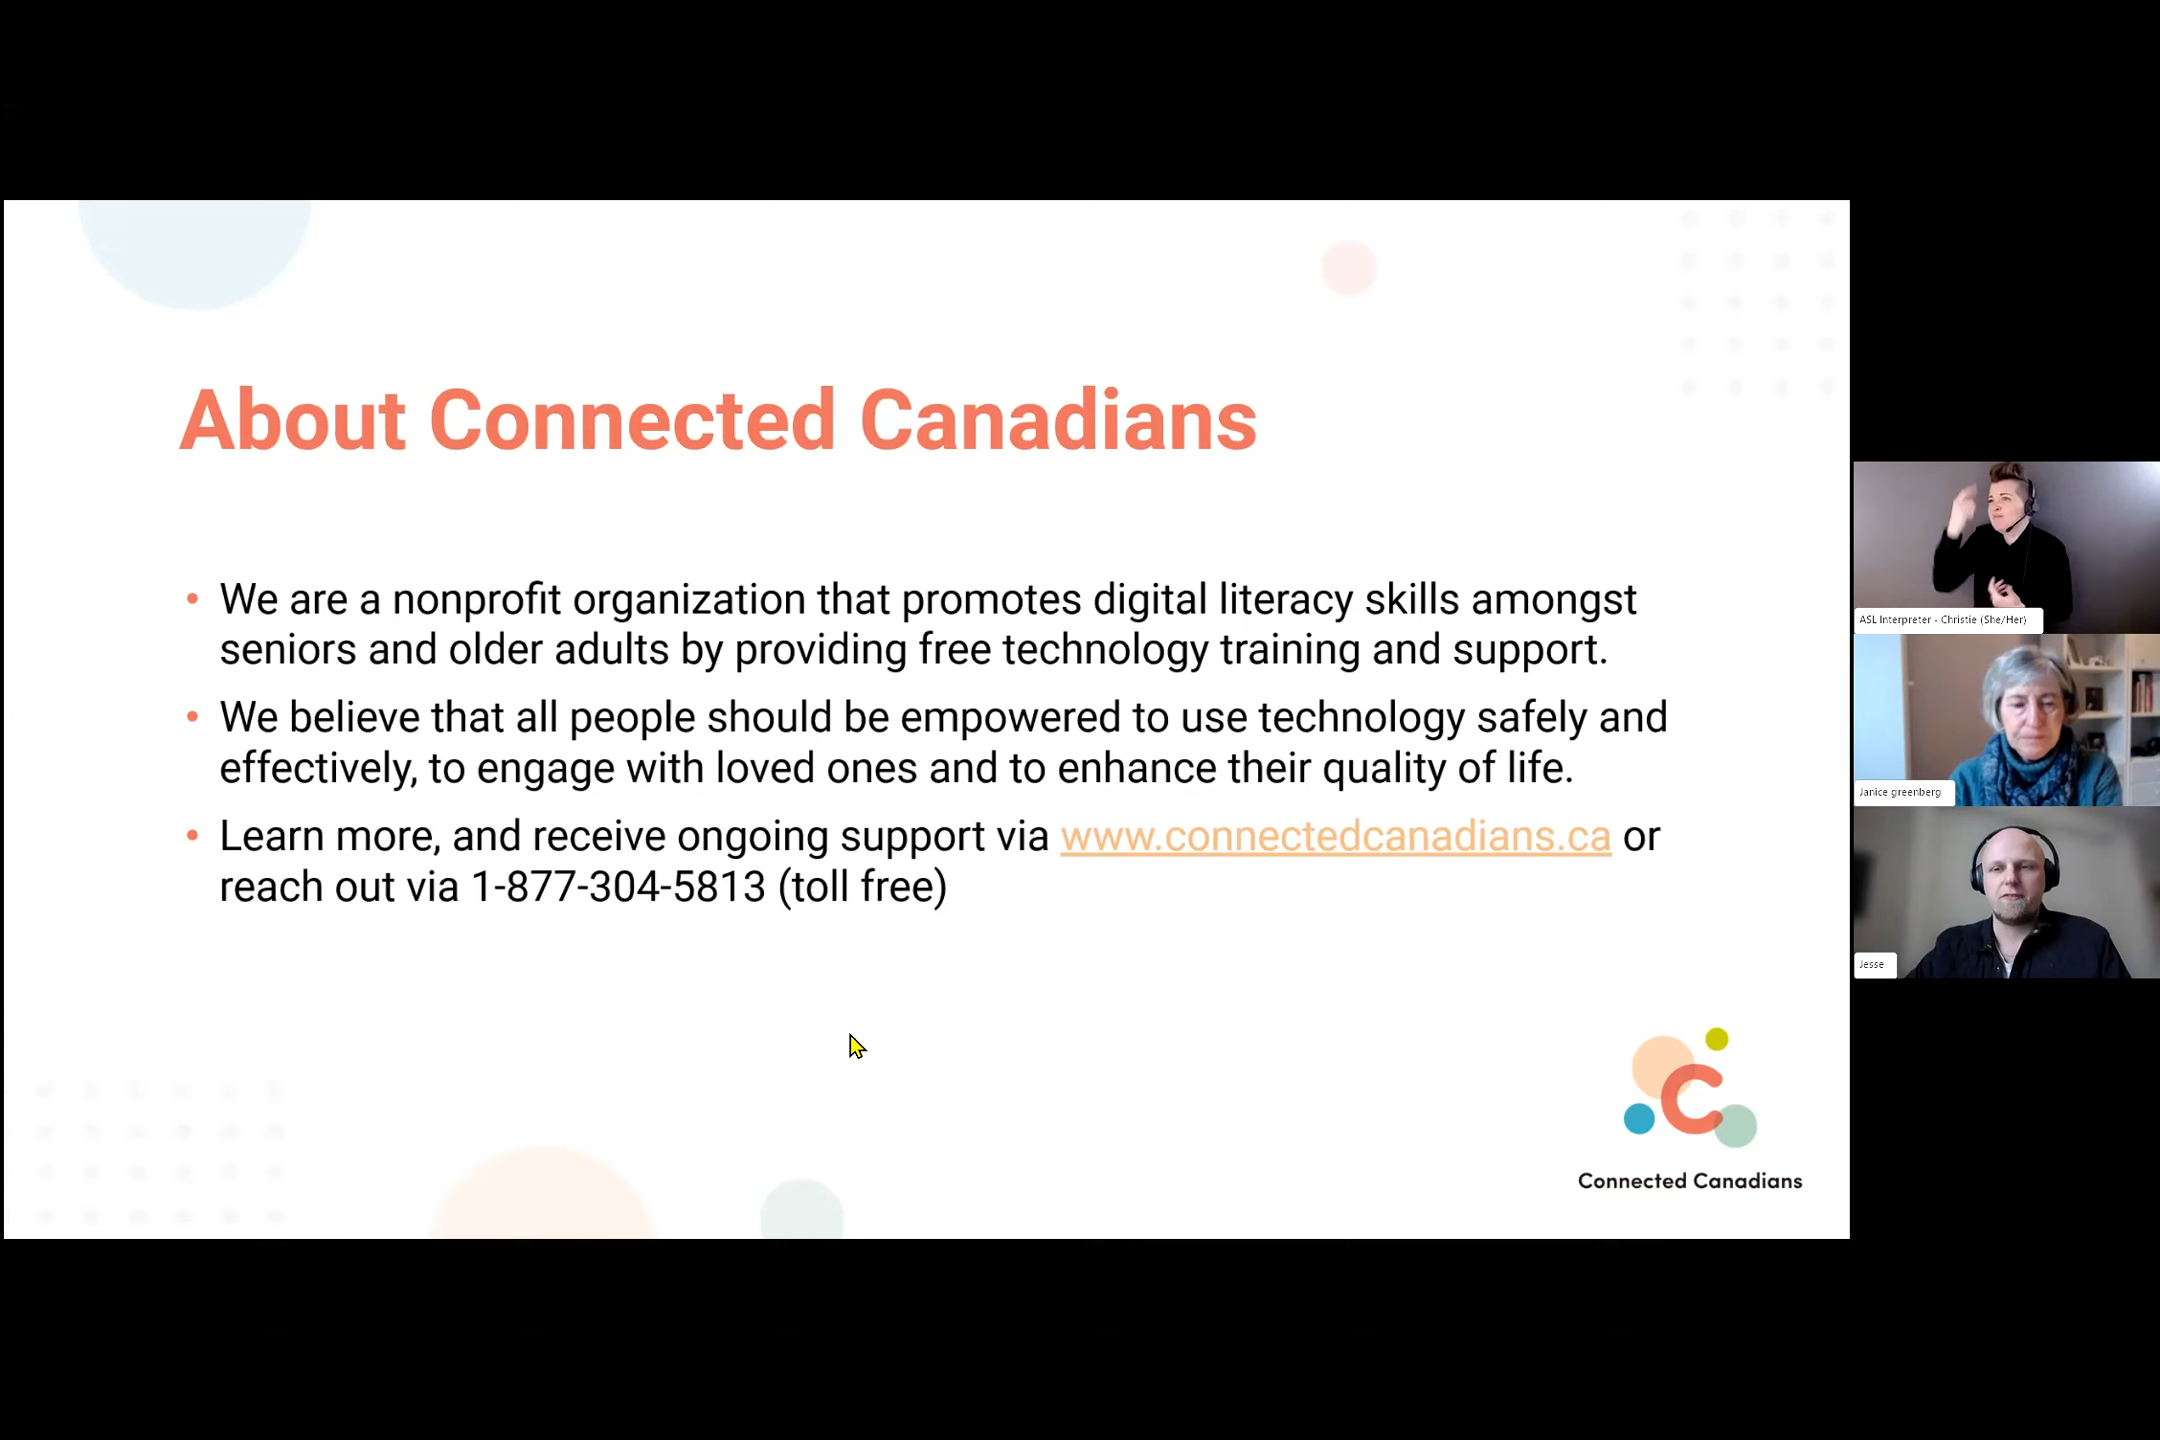 About Connected Canadians
• We are a nonprofit organization that promotes digital literacy skills amongst
seniors and older adults by providing free technology training and support.
• We believe that all people should be empowered to use technology safely and
effectively, to engage with loved ones and to enhance their quality of life.
• Learn more, and receive ongoing support via www.connectedcanadians.ca or
reach out via 1-877-304-5813 (toll free)
C
Connected Canadians
ASL Interpreter - Christie (She/Her)
Janice greenberg
Jesse